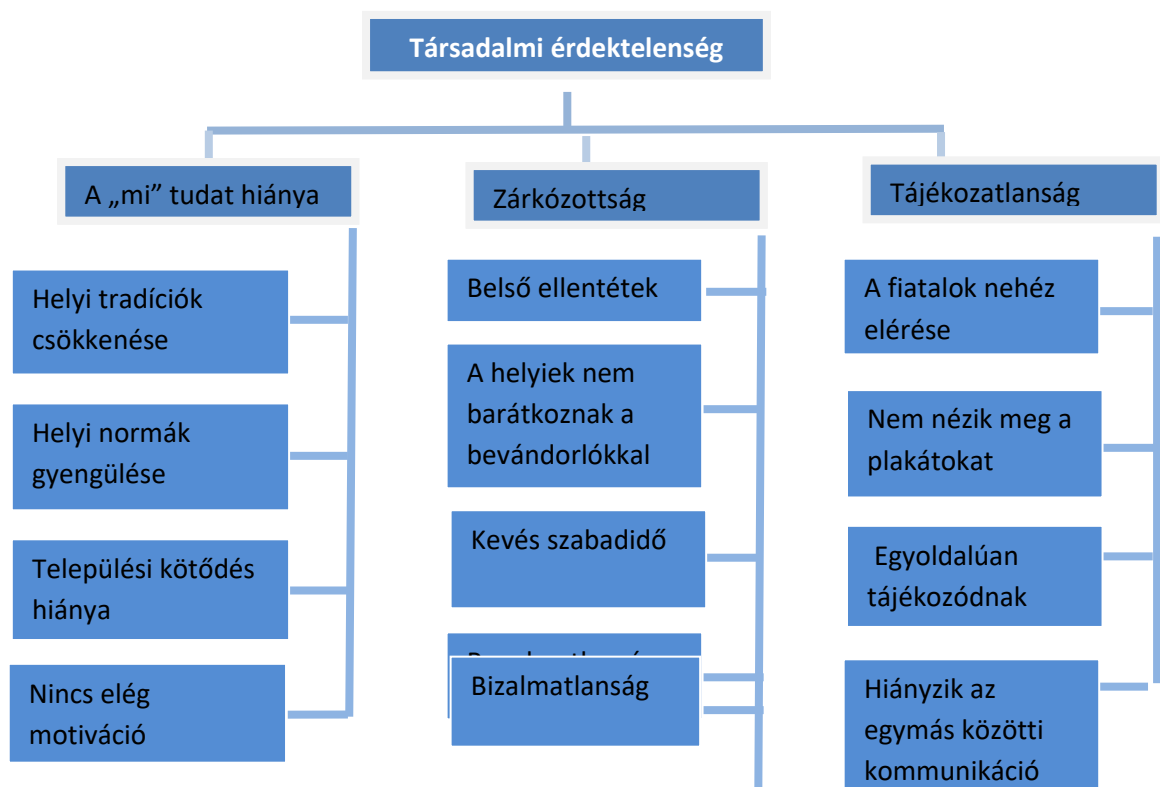 Társadalmi érdektelenség
A „mi” tudat hiánya
Helyi tradíciók
csökkenése
Helyi normák
gyengülése
Települési kötődés
hiánya
Nincs elég
motiváció
Zárkózottság
Belső ellentétek
A helyiek nem
barátkoznak a
bevándorlókkal
Kevés szabadidő
Bizalmatlanság
Tájékozatlanság
A fiatalok nehéz
elérése
Nem nézik meg a
plakátokat
Egyoldalúan
tájékozódnak
Hiányzik az
egymás közötti
kommunikáció